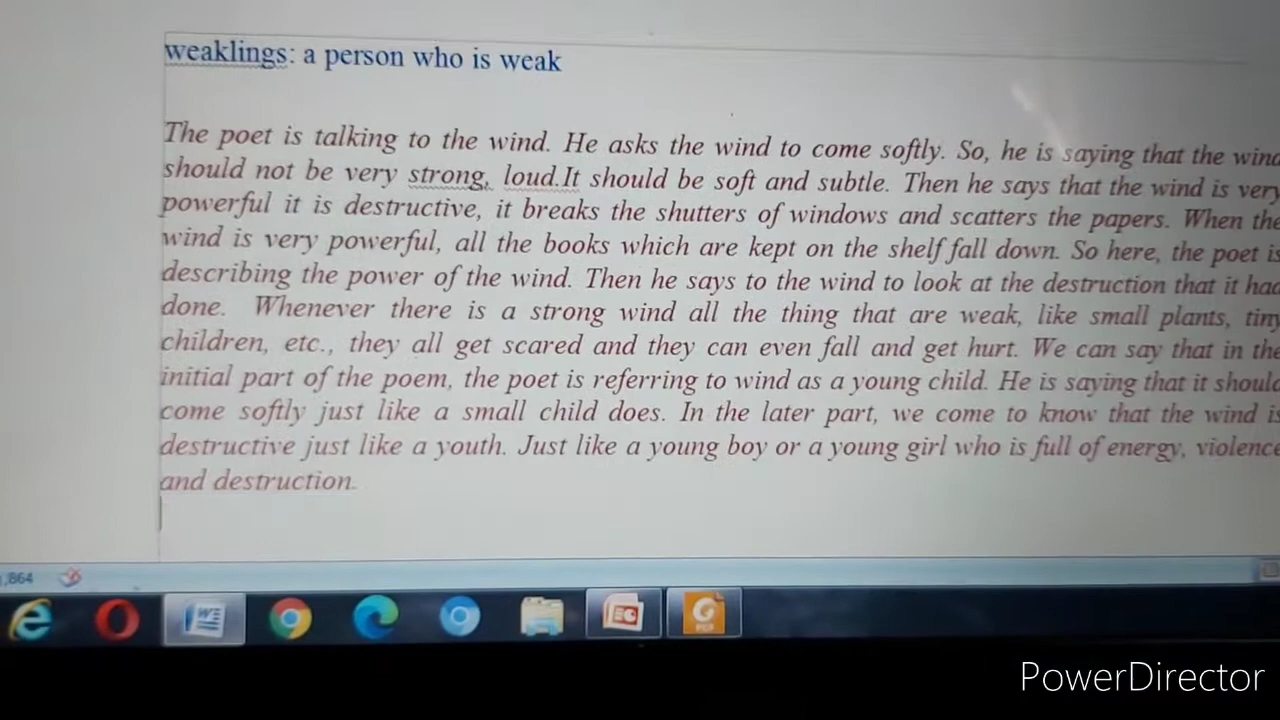 weaklings: a person who is weak
The poet is talking to the wind. He asks the wind to come softly. So, he is saying that the wind
should not be very strong, loud.It should be soft and subtle. Then he says that the wind is very
powerful it is destructive, it breaks the shutters of windows and scatters the papers. When the
wind is very powerful, all the books which are kept on the shelf fall down. So here, the poet is
describing the power of the wind. Then he says to the wind to look at the destruction that it had
done. Whenever there is a strong wind all the thing that are weak, like small plants, tiny
children, etc., they all get scared and they can even fall and get hurt. We can say that in the
initial part of the poem, the poet is referring to wind as a young child. He is saying that it should
come softly just like a small child does. In the later part, we come to know that the wind is
destructive just like a youth. Just like a young boy or a young girl who is full of energy, violence
and destruction.
,864
PDF
PowerDirector